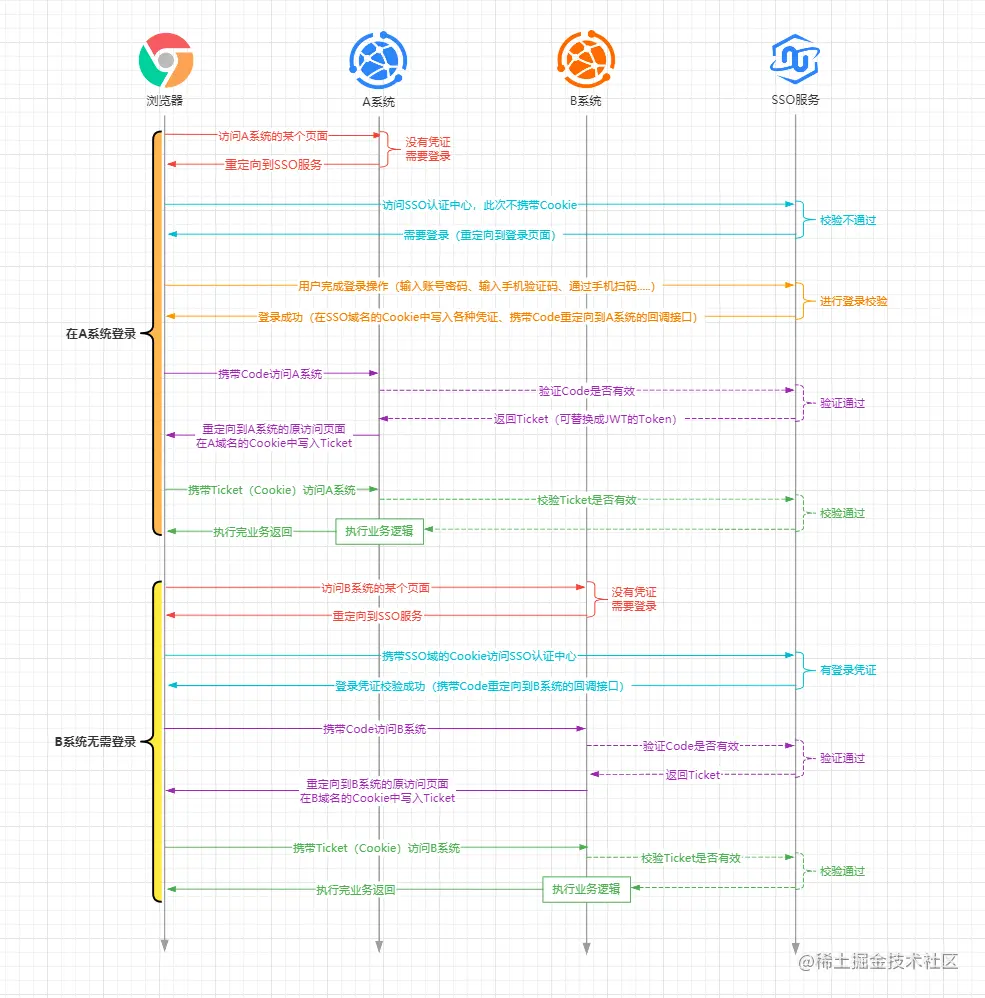 浏览器
A系统
B系统
SSO服务
访问A系统的某个页面
没有凭证
需要登录
重定向到SSO服务
访问SSO认证中心，此次不携带Cookie
校验不通过
需要登录（重定向到登录页面）
用户完成登录操作（输入账号密码、输入手机验证码、通过手机扫码.....）
进行登录校验
登录成功（在SSO域名的Cookie中写入各种凭证、携带Code重定向到A系统的回调接口）
在A系统登录
携带Code访问A系统
验证Code是否有效
验证通过
返回Ticket（可替换成JWT的Token）
重定向到A系统的原访问页面
在A域名的Cookie中写入Ticket
携带Ticket（Cookie）访问A系统
校验Ticket是否有效
校验通过
执行完业务返回
执行业务逻辑
访问B系统的某个页面
没有凭证
需要登录
重定向到SSO服务
携带SSO域的Cookie访问SSO认证中心
有登录凭证
登录凭证校验成功（携带Code重定向到B系统的回调接口）
携带Code访问B系统
B系统无需登录
验证Code是否有效
验证通过
返回Ticket
重定向到B系统的原访问页面
在B域名的Cookie中写入Ticket
携带Ticket（Cookie）访问B系统
校验Ticket是否有效
校验通过
执行完业务返回
执行业务逻辑
@稀土掘金技术社区